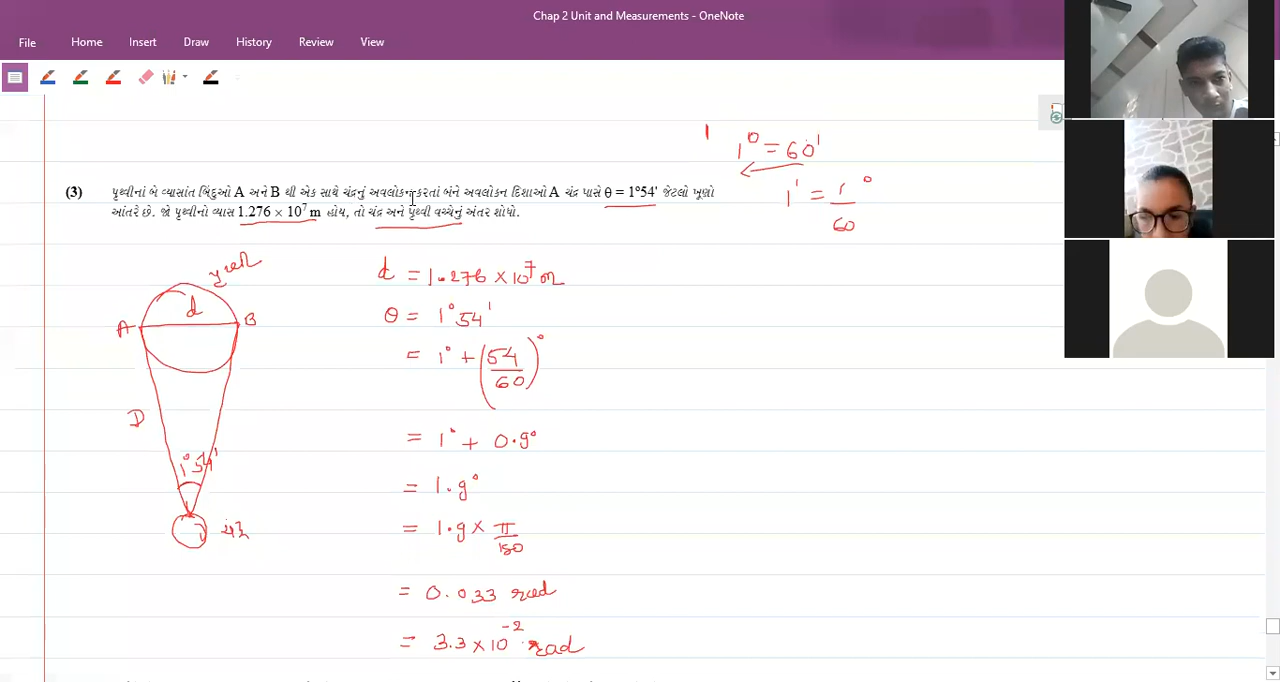 Chap 2 Unit and Measurements - OneNote
File Home Insert Draw History Review View
(3) પૃથ્વીનાં બે વ્યાસાંત બિંદુઓ A અને B થી એક સાથે ચંદ્રનું અવલોકન કરતાં બંને અવલોકન દિશાઓ A ચંદ્ર પાસે θ = 1°54' જેટલો ખૂણો
આંતરે છે. જો પૃથ્વીનો વ્યાસ 1.276 × 10⁷ m હોય, તો ચંદ્ર અને પૃથ્વી વચ્ચેનું અંતર શોધો.
1° = 60'
1' = 1/60 °
પૃથ્વી
d
A B
D
1°54'
ચંદ્ર
d = 1.276 × 10⁷ m
θ = 1°54'
= 1° + (54/60)°
= 1° + 0.9°
= 1.9°
= 1.9 × π/180
= 0.033 rad
= 3.3 × 10⁻² rad